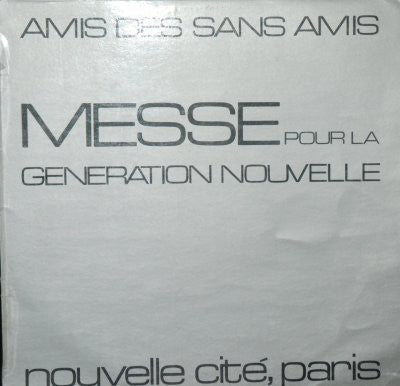 AMIS DES SANS AMIS
MESSE POUR LA
GENERATION NOUVELLE
nouvelle cité, paris